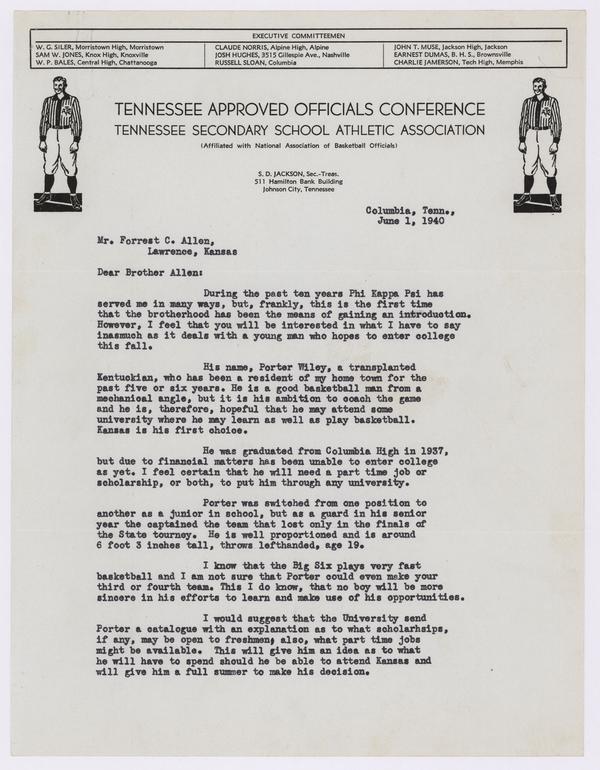 EXECUTIVE COMMITTEEMEN
W. G. SILER, Morristown High, Morristown
SAM W. JONES, Knox High, Knoxville
W. P. BALES, Central High, Chattanooga
CLAUDE NORRIS, Alpine High, Alpine
JOSH HUGHES, 3515 Gillespie Ave., Nashville
RUSSELL SLOAN, Columbia
JOHN T. MUSE, Jackson High, Jackson
EARNEST DUMAS, B. H. S., Brownsville
CHARLIE JAMERSON, Tech High, Memphis
TENNESSEE APPROVED OFFICIALS CONFERENCE
TENNESSEE SECONDARY SCHOOL ATHLETIC ASSOCIATION
(Affiliated with National Association of Basketball Officials)
S. D. JACKSON, Sec.-Treas.
511 Hamilton Bank Building
Johnson City, Tennessee
Columbia, Tenn.,
June 1, 1940
Mr. Forrest C. Allen,
Lawrence, Kansas
Dear Brother Allen:
During the past ten years Phi Kappa Psi has
served me in many ways, but, frankly, this is the first time
that the brotherhood has been the means of gaining an introduction.
However, I feel that you will be interested in what I have to say
inasmuch as it deals with a young man who hopes to enter college
this fall.
His name, Porter Wiley, a transplanted
Kentuckian, who has been a resident of my home town for the
past five or six years. He is a good basketball man from a
mechanical angle, but it is his ambition to coach the game
and he is, therefore, hopeful that he may attend some
university where he may learn as well as play basketball.
Kansas is his first choice.
He was graduated from Columbia High in 1937,
but due to financial matters has been unable to enter college
as yet. I feel certain that he will need a part time job or
scholarship, or both, to put him through any university.
Porter was switched from one position to
another as a junior in school, but as a guard in his senior
year the captained the team that lost only in the finals of
the State tourney. He is well proportioned and is around
6 foot 3 inches tall, throws lefthanded, age 19.
I know that the Big Six plays very fast
basketball and I am not sure that Porter could even make your
third or fourth team. This I do know, that no boy will be more
sincere in his efforts to learn and make use of his opportunities.
I would suggest that the University send
Porter a catalogue with an explanation as to what scholarhsips,
if any, may be open to freshmen; also, what part time jobs
might be available. This will give him an idea as to what
he will have to spend should he be able to attend Kansas and
will give him a full summer to make his decision.